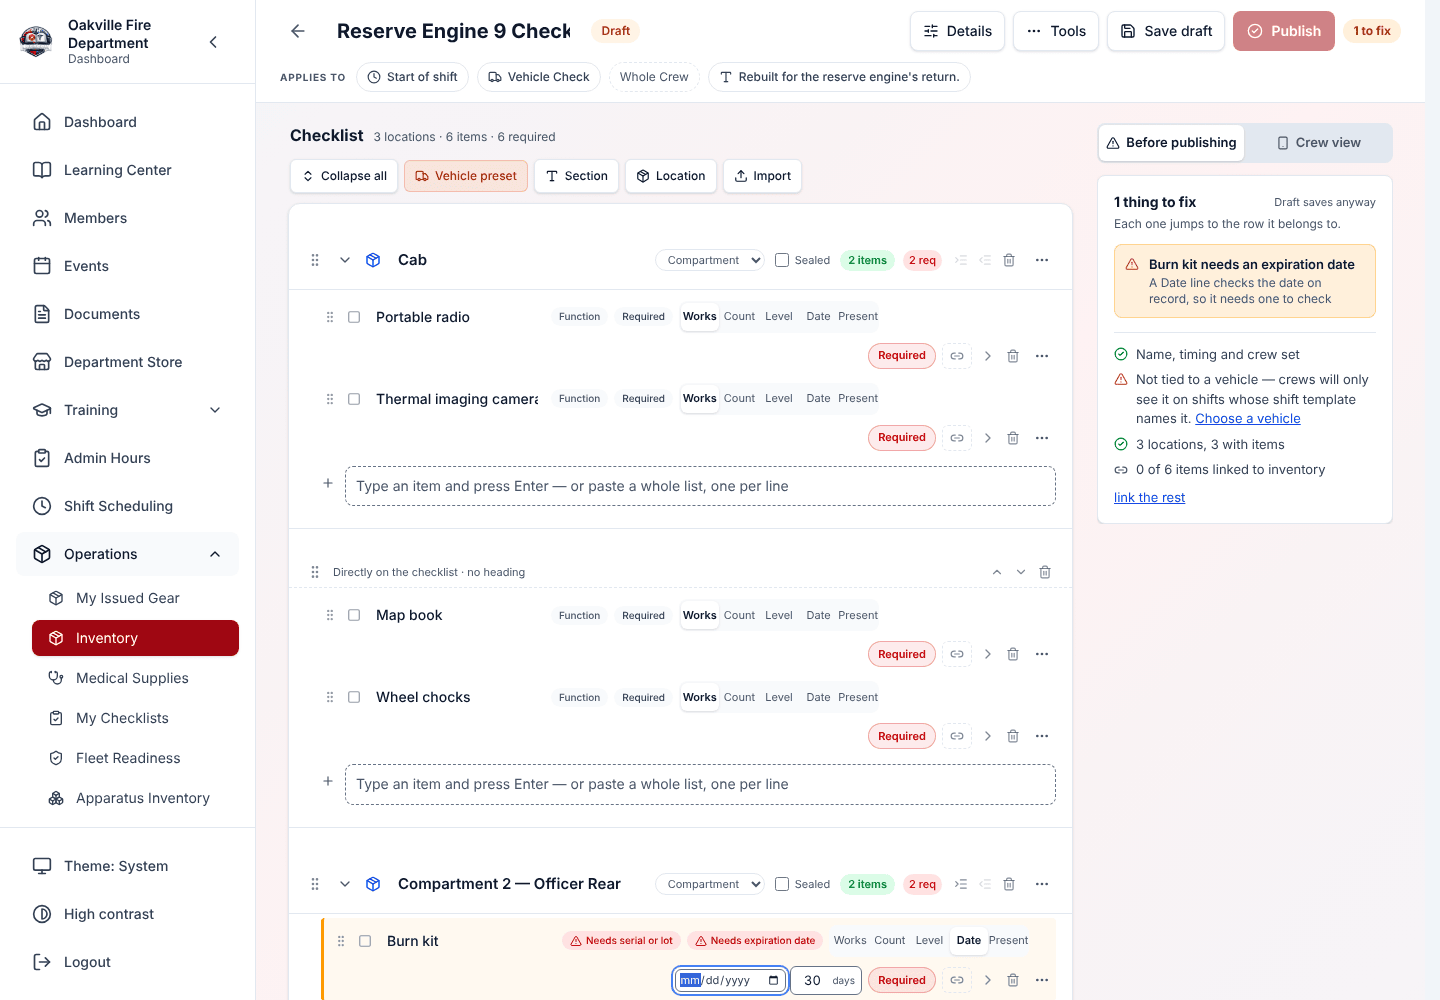 Oakville Fire Department
Dashboard
Dashboard
Learning Center
Members
Events
Documents
Department Store
Training
Admin Hours
Shift Scheduling
Operations
My Issued Gear
Inventory
Medical Supplies
My Checklists
Fleet Readiness
Apparatus Inventory
Theme: System
High contrast
Logout
Reserve Engine 9 Check
Draft
Details
Tools
Save draft
Publish
1 to fix
APPLIES TO
Start of shift
Vehicle Check
Whole Crew
Rebuilt for the reserve engine's return.
Checklist 3 locations · 6 items · 6 required
Collapse all
Vehicle preset
Section
Location
Import
Cab
Compartment
Sealed
2 items
2 req
Portable radio
Function
Required
Works Count Level Date Present
Required
Thermal imaging camera
Function
Required
Works Count Level Date Present
Required
Type an item and press Enter — or paste a whole list, one per line
Directly on the checklist · no heading
Map book
Function
Required
Works Count Level Date Present
Required
Wheel chocks
Function
Required
Works Count Level Date Present
Required
Type an item and press Enter — or paste a whole list, one per line
Compartment 2 — Officer Rear
Compartment
Sealed
2 items
2 req
Burn kit
Needs serial or lot
Needs expiration date
Works Count Level Date Present
mm/dd/yyyy
30 days
Required
Before publishing
Crew view
1 thing to fix
Draft saves anyway
Each one jumps to the row it belongs to.
Burn kit needs an expiration date
A Date line checks the date on
record, so it needs one to check
Name, timing and crew set
Not tied to a vehicle — crews will only
see it on shifts whose shift template
names it. Choose a vehicle
3 locations, 3 with items
0 of 6 items linked to inventory
link the rest